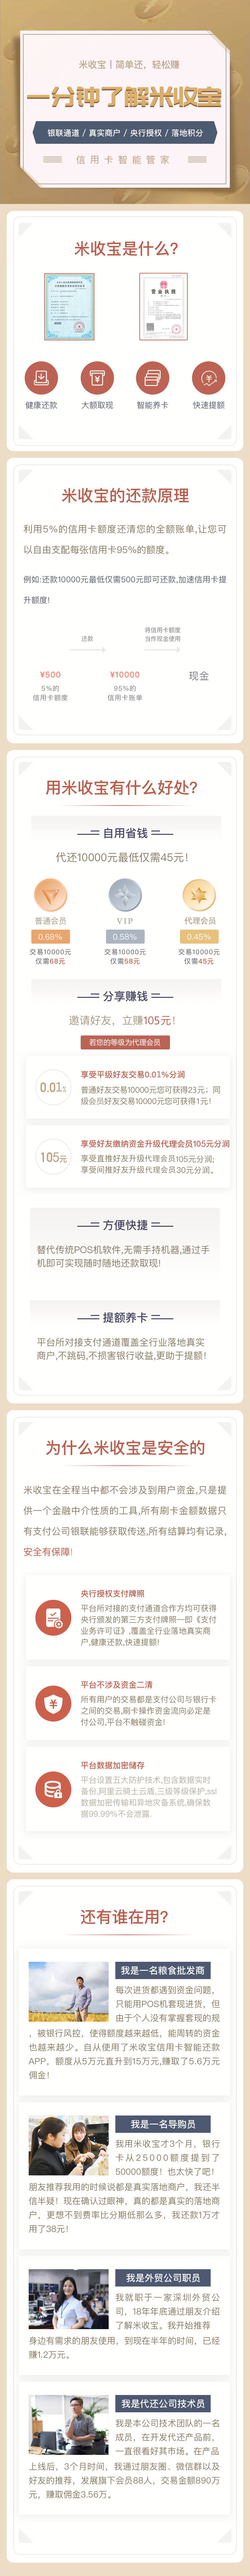 米收宝丨简单还，轻松赚
一分钟了解米收宝
银联通道 / 真实商户 / 央行授权 / 落地积分
信用卡智能管家
米收宝是什么?
营业执照
健康还款
大额取现
智能养卡
快速提额
米收宝的还款原理
利用5%的信用卡额度还清您的全额账单,让您可
以自由支配每张信用卡95%的额度。
例如:还款10000元最低仅需500元即可还款,加速信用卡提
升额度!
还款
将信用卡额度
当作现金使用
¥500
¥10000
现金
5%的
信用卡额度
95%的
信用卡账单
用米收宝有什么好处?
自用省钱
代还10000元最低仅需45元!
普通会员
VIP
代理会员
0.68%
0.58%
0.45%
交易10000元
仅需68元
交易10000元
仅需58元
交易10000元
仅需45元
分享赚钱
邀请好友，立赚105元!
若您的等级为代理会员
0.01%
享受平级好友交易0.01%分润
普通好友交易10000元您可获得23元；同
级会员好友交易10000元您可获得1元!
105元
享受好友缴纳资金升级代理会员105元分润
享受直推好友升级代理会员105元分润;
享受间推好友升级代理会员30元分润。
方便快捷
替代传统POS机软件,无需手持机器,通过手
机即可实现随时随地还款取现!
提额养卡
平台所对接支付通道覆盖全行业落地真实
商户,不跳码,不损害银行收益,更助于提额!
为什么米收宝是安全的
米收宝在全程当中都不会涉及到用户资金,只是提
供一个金融中介性质的工具,所有刷卡金额数据只
有支付公司银联能够获取传送,所有结算均有记录,
安全有保障!
央行授权支付牌照
平台所对接的支付通道合作方均可获得
央行颁发的第三方支付牌照一即《支付
业务许可证》,覆盖全行业落地真实商
户,健康还款,快速提额!
平台不涉及资金二清
所有用户的交易都是支付公司与银行卡
之间的交易,刷卡操作资金流向必定是
付公司,平台不触碰资金!
平台数据加密储存
平台设置五大防护技术,包含数据实时
备份,阿里云骑士云盾,三级等级保护,ssl
数据加密传输和异地灾备系统,确保数
据99.99%不会泄露.
还有谁在用?
我是一名粮食批发商
每次进货都遇到资金问题，
只能用POS机套现进货，但
由于个人没有掌握套现的规
，被银行风控，使得额度越来越低，能周转的资金
也越来越少。自从使用了米收宝信用卡智能还款
APP，额度从5万元直升到15万元,赚取了5.6万元
佣金!
我是一名导购员
我用米收宝才3个月，银行
卡从25000额度提到了
50000额度！也太快了吧!
朋友推荐我用的时候说都是真实落地商户，我还半
信半疑！现在确认过眼神，真的都是真实的落地商
户，更想不到费率比分期低那么多，我还款1万才
用了38元!
我是外贸公司职员
我就职于一家深圳外贸公
司，18年年底通过朋友介绍
了解米收宝。我开始推荐
身边有需求的朋友使用，到现在半年的时间，已经
赚1.2万元。
我是代还公司技术员
我是本公司技术团队的一名
成员，在开发代还产品前，
一直很看好其市场。在产品
上线后，3个月时间，我通过朋友圈、微信群以及
好友的推荐，发展旗下会员88人，交易金额890万
元，赚取佣金3.56万。